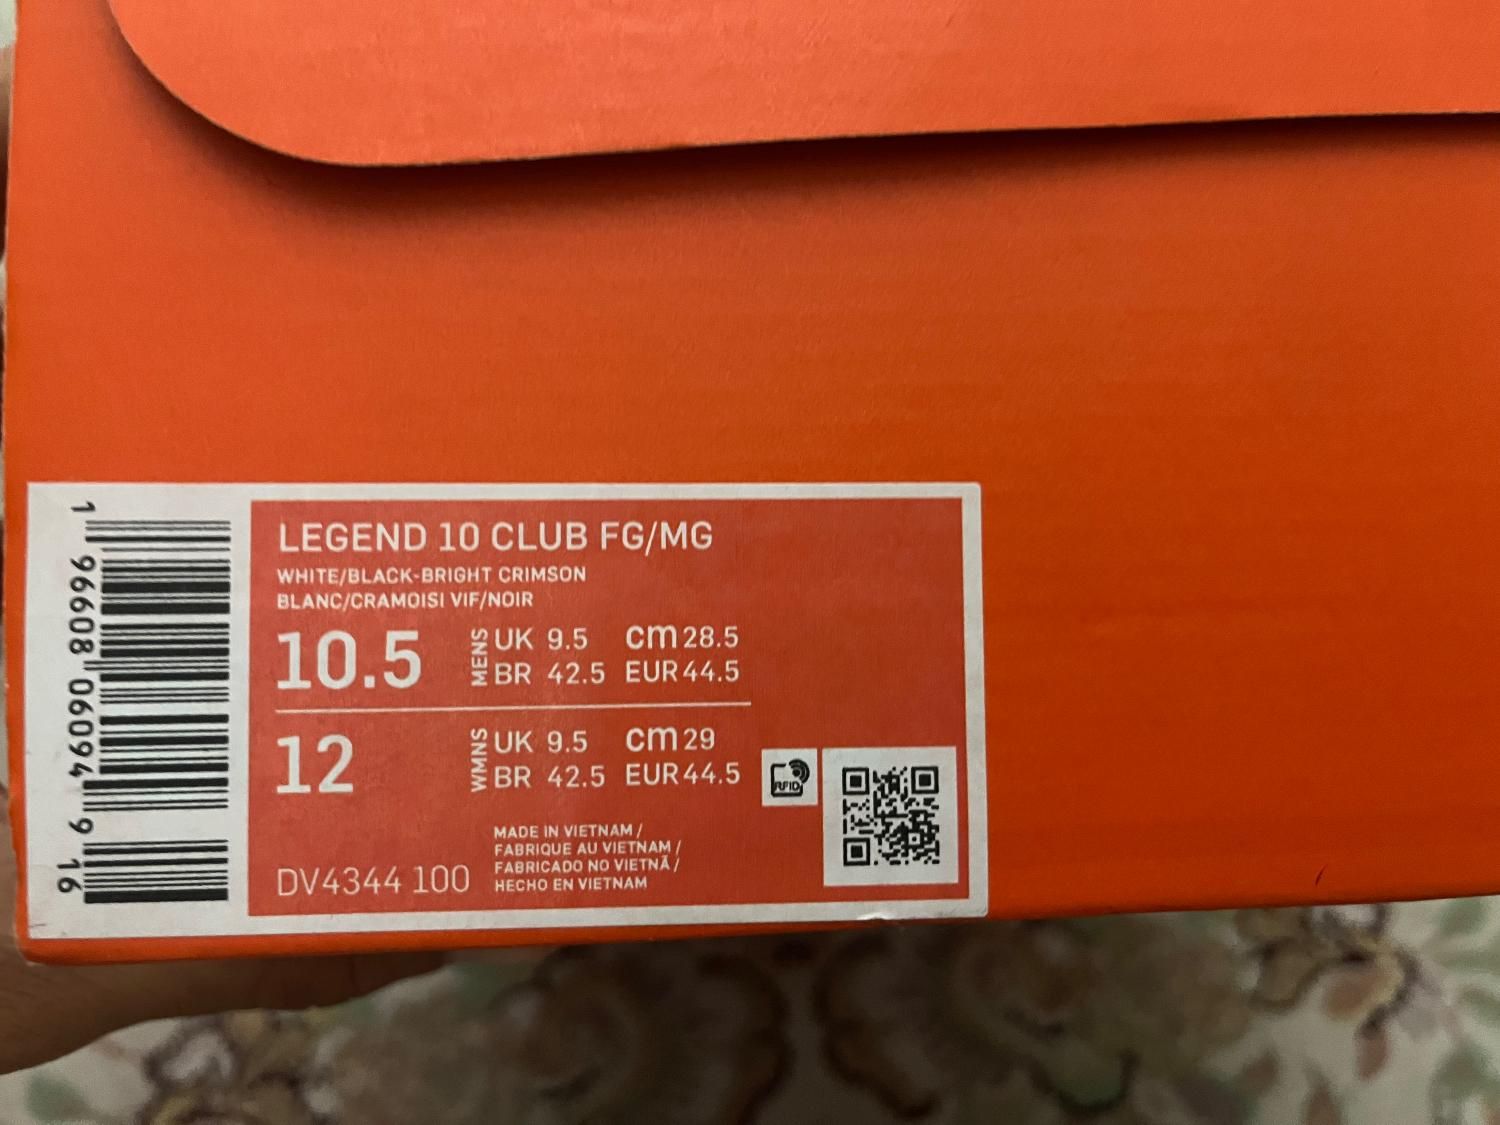 1 96608 06094 9 16
LEGEND 10 CLUB FG/MG
WHITE/BLACK-BRIGHT CRIMSON
BLANC/CRAMOISI VIF/NOIR
10.5 MENS UK 9.5 cm 28.5
BR 42.5 EUR 44.5
12 WMNS UK 9.5 cm 29
BR 42.5 EUR 44.5
RFID
MADE IN VIETNAM /
FABRIQUE AU VIETNAM /
FABRICADO NO VIETNÃ /
HECHO EN VIETNAM
DV4344 100